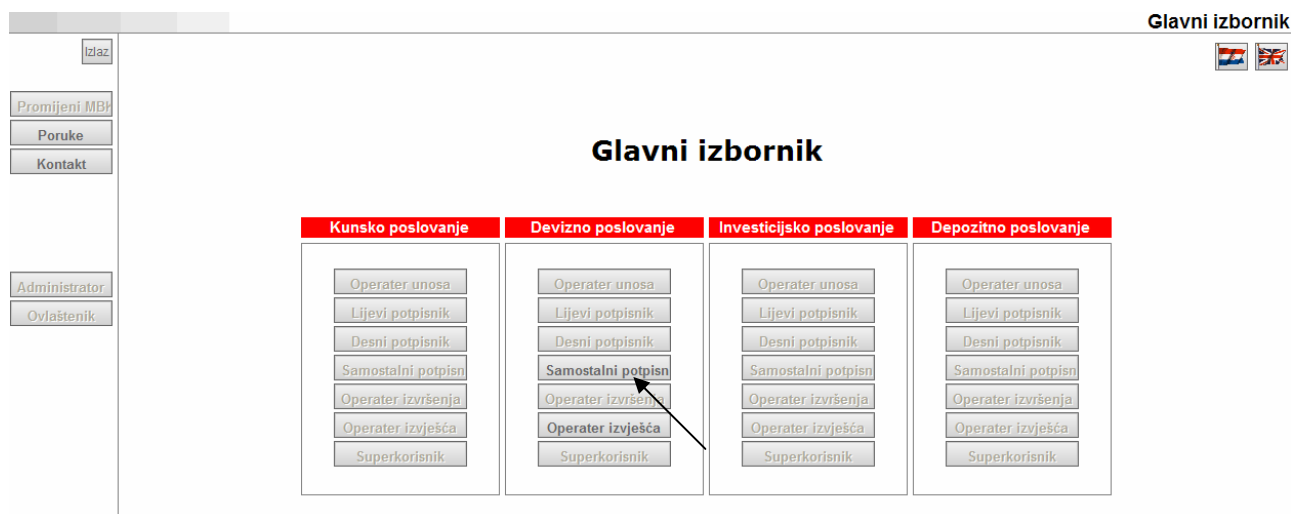 Glavni izbornik
Izlaz
Promijeni MBK
Poruke
Kontakt
Administrator
Ovlaštenik
Glavni izbornik
Kunsko poslovanje
Operater unosa
Lijevi potpisnik
Desni potpisnik
Samostalni potpisn
Operater izvršenja
Operater izvješća
Superkorisnik
Devizno poslovanje
Operater unosa
Lijevi potpisnik
Desni potpisnik
Samostalni potpisn
Operater izvršenja
Operater izvješća
Superkorisnik
Investicijsko poslovanje
Operater unosa
Lijevi potpisnik
Desni potpisnik
Samostalni potpisn
Operater izvršenja
Operater izvješća
Superkorisnik
Depozitno poslovanje
Operater unosa
Lijevi potpisnik
Desni potpisnik
Samostalni potpisn
Operater izvršenja
Operater izvješća
Superkorisnik